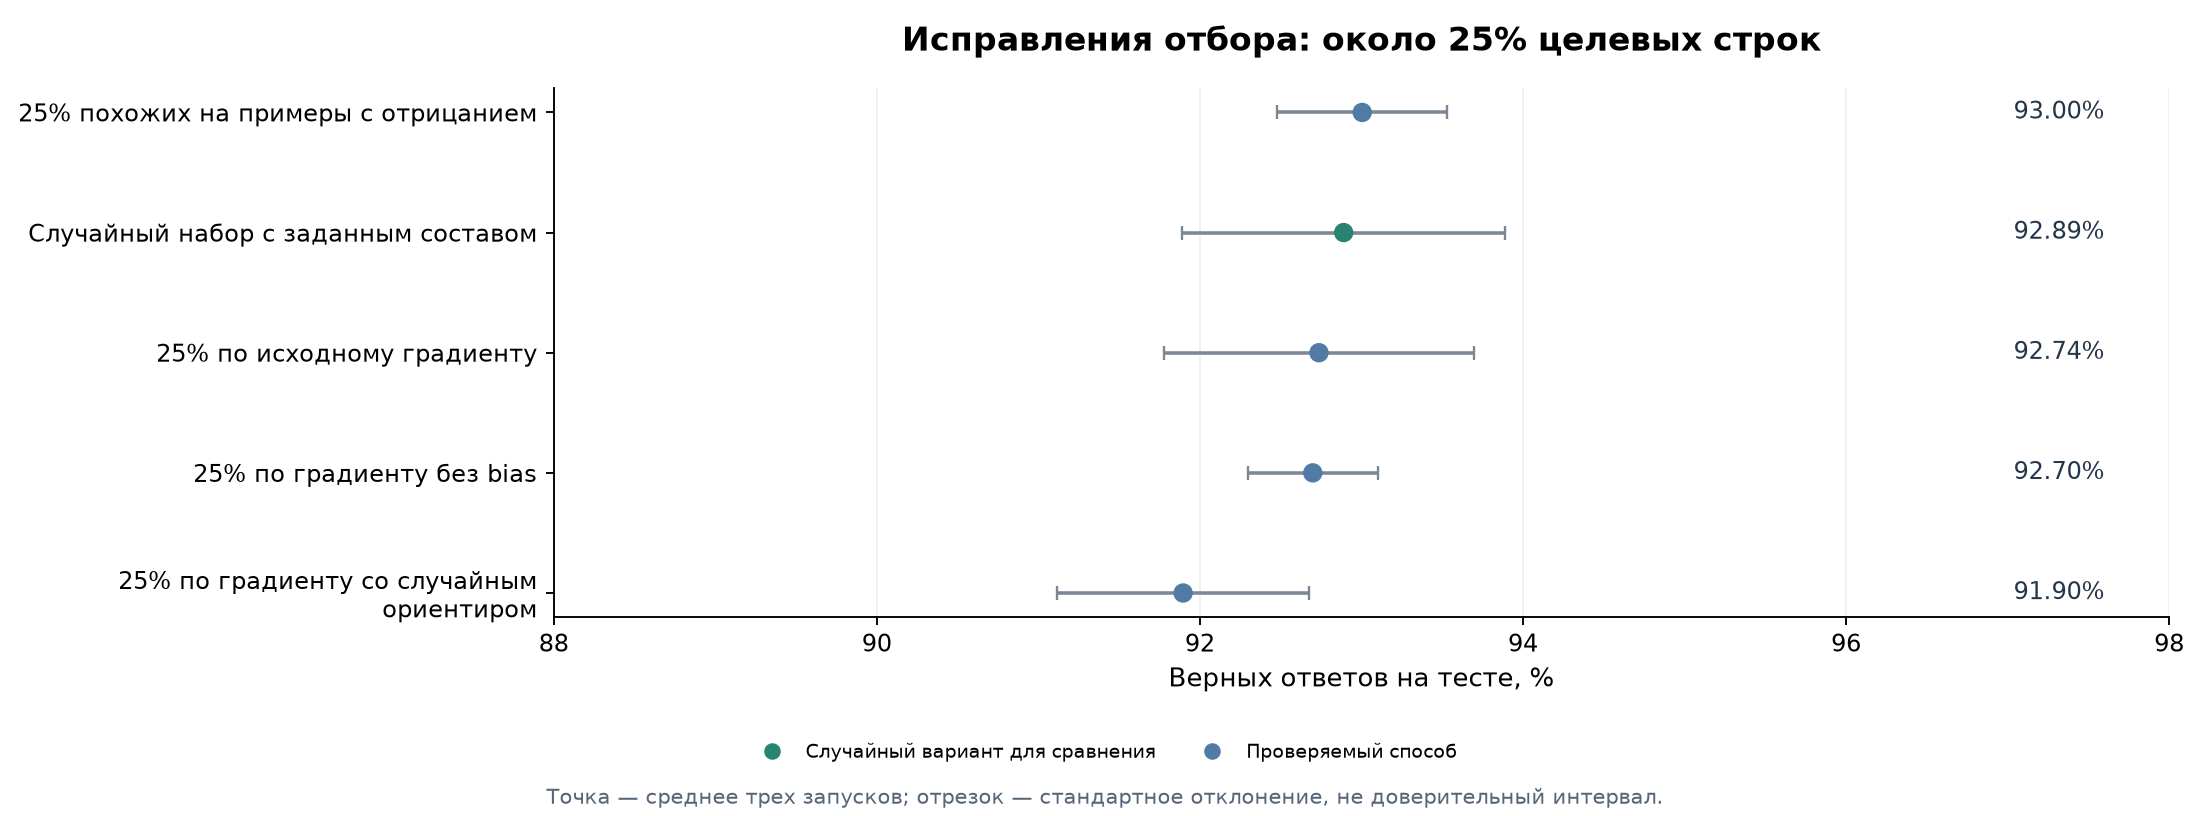 Исправления отбора: около 25% целевых строк
25% похожих на примеры с отрицанием
93.00%
Случайный набор с заданным составом
92.89%
25% по исходному градиенту
92.74%
25% по градиенту без bias
92.70%
25% по градиенту со случайным
ориентиром
91.90%
88 90 92 94 96 98
Верных ответов на тесте, %
Случайный вариант для сравнения Проверяемый способ
Точка — среднее трех запусков; отрезок — стандартное отклонение, не доверительный интервал.